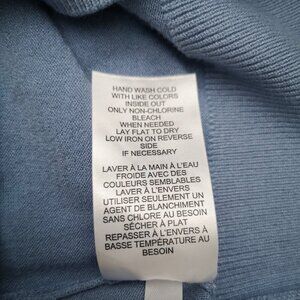 HAND WASH COLD
WITH LIKE COLORS
INSIDE OUT
ONLY NON-CHLORINE
BLEACH
WHEN NEEDED
LAY FLAT TO DRY
LOW IRON ON REVERSE
SIDE
IF NECESSARY
LAVER À LA MAIN À L'EAU
FROIDE AVEC DES
COULEURS SEMBLABLES
LAVER À L'ENVERS
UTILISER SEULEMENT UN
AGENT DE BLANCHIMENT
SANS CHLORE AU BESOIN
SÉCHER À PLAT
REPASSER À L'ENVERS À
BASSE TEMPÉRATURE AU
BESOIN